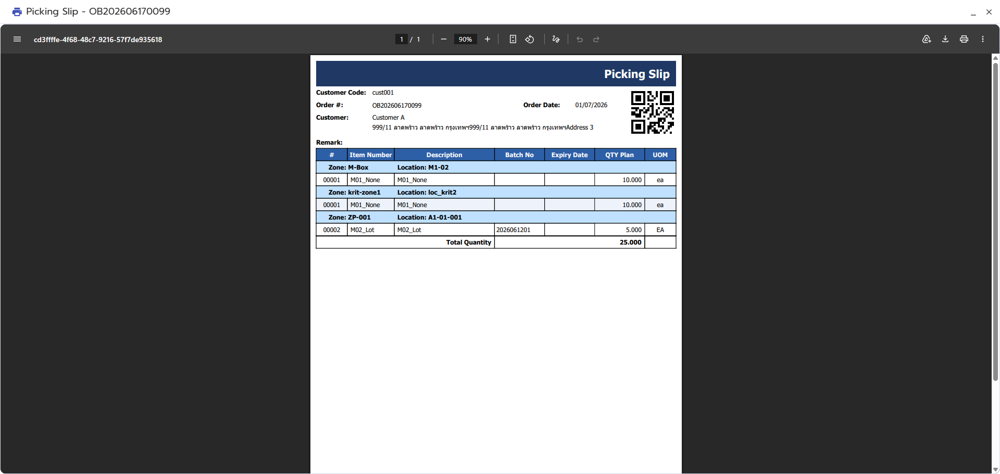 Picking Slip - OB202606170099
cd3ffffe-4f68-48c7-9216-57f7de935618
1 / 1
90%
Picking Slip
Customer Code: cust001
Order #: OB202606170099 Order Date: 01/07/2026
Customer: Customer A
999/11 ลาดพร้าว ลาดพร้าว กรุงเทพฯ999/11 ลาดพร้าว ลาดพร้าว กรุงเทพฯAddress 3
Remark:
# Item Number Description Batch No Expiry Date QTY Plan UOM
Zone: M-Box Location: M1-02
00001 M01_None M01_None 10.000 ea
Zone: krit-zone1 Location: loc_krit2
00001 M01_None M01_None 10.000 ea
Zone: ZP-001 Location: A1-01-001
00002 M02_Lot M02_Lot 2026061201 5.000 EA
Total Quantity 25.000